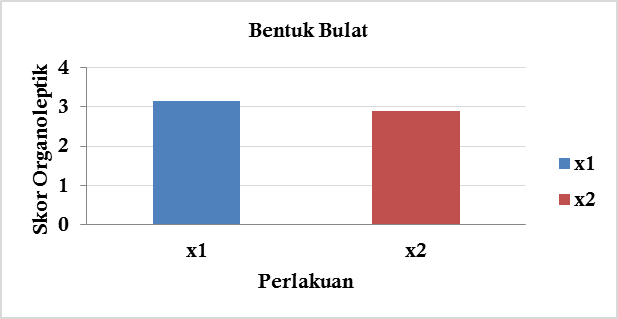 Bentuk Bulat
Skor Organoleptik
4
3
2
1
0
x1
x2
Perlakuan
x1
x2